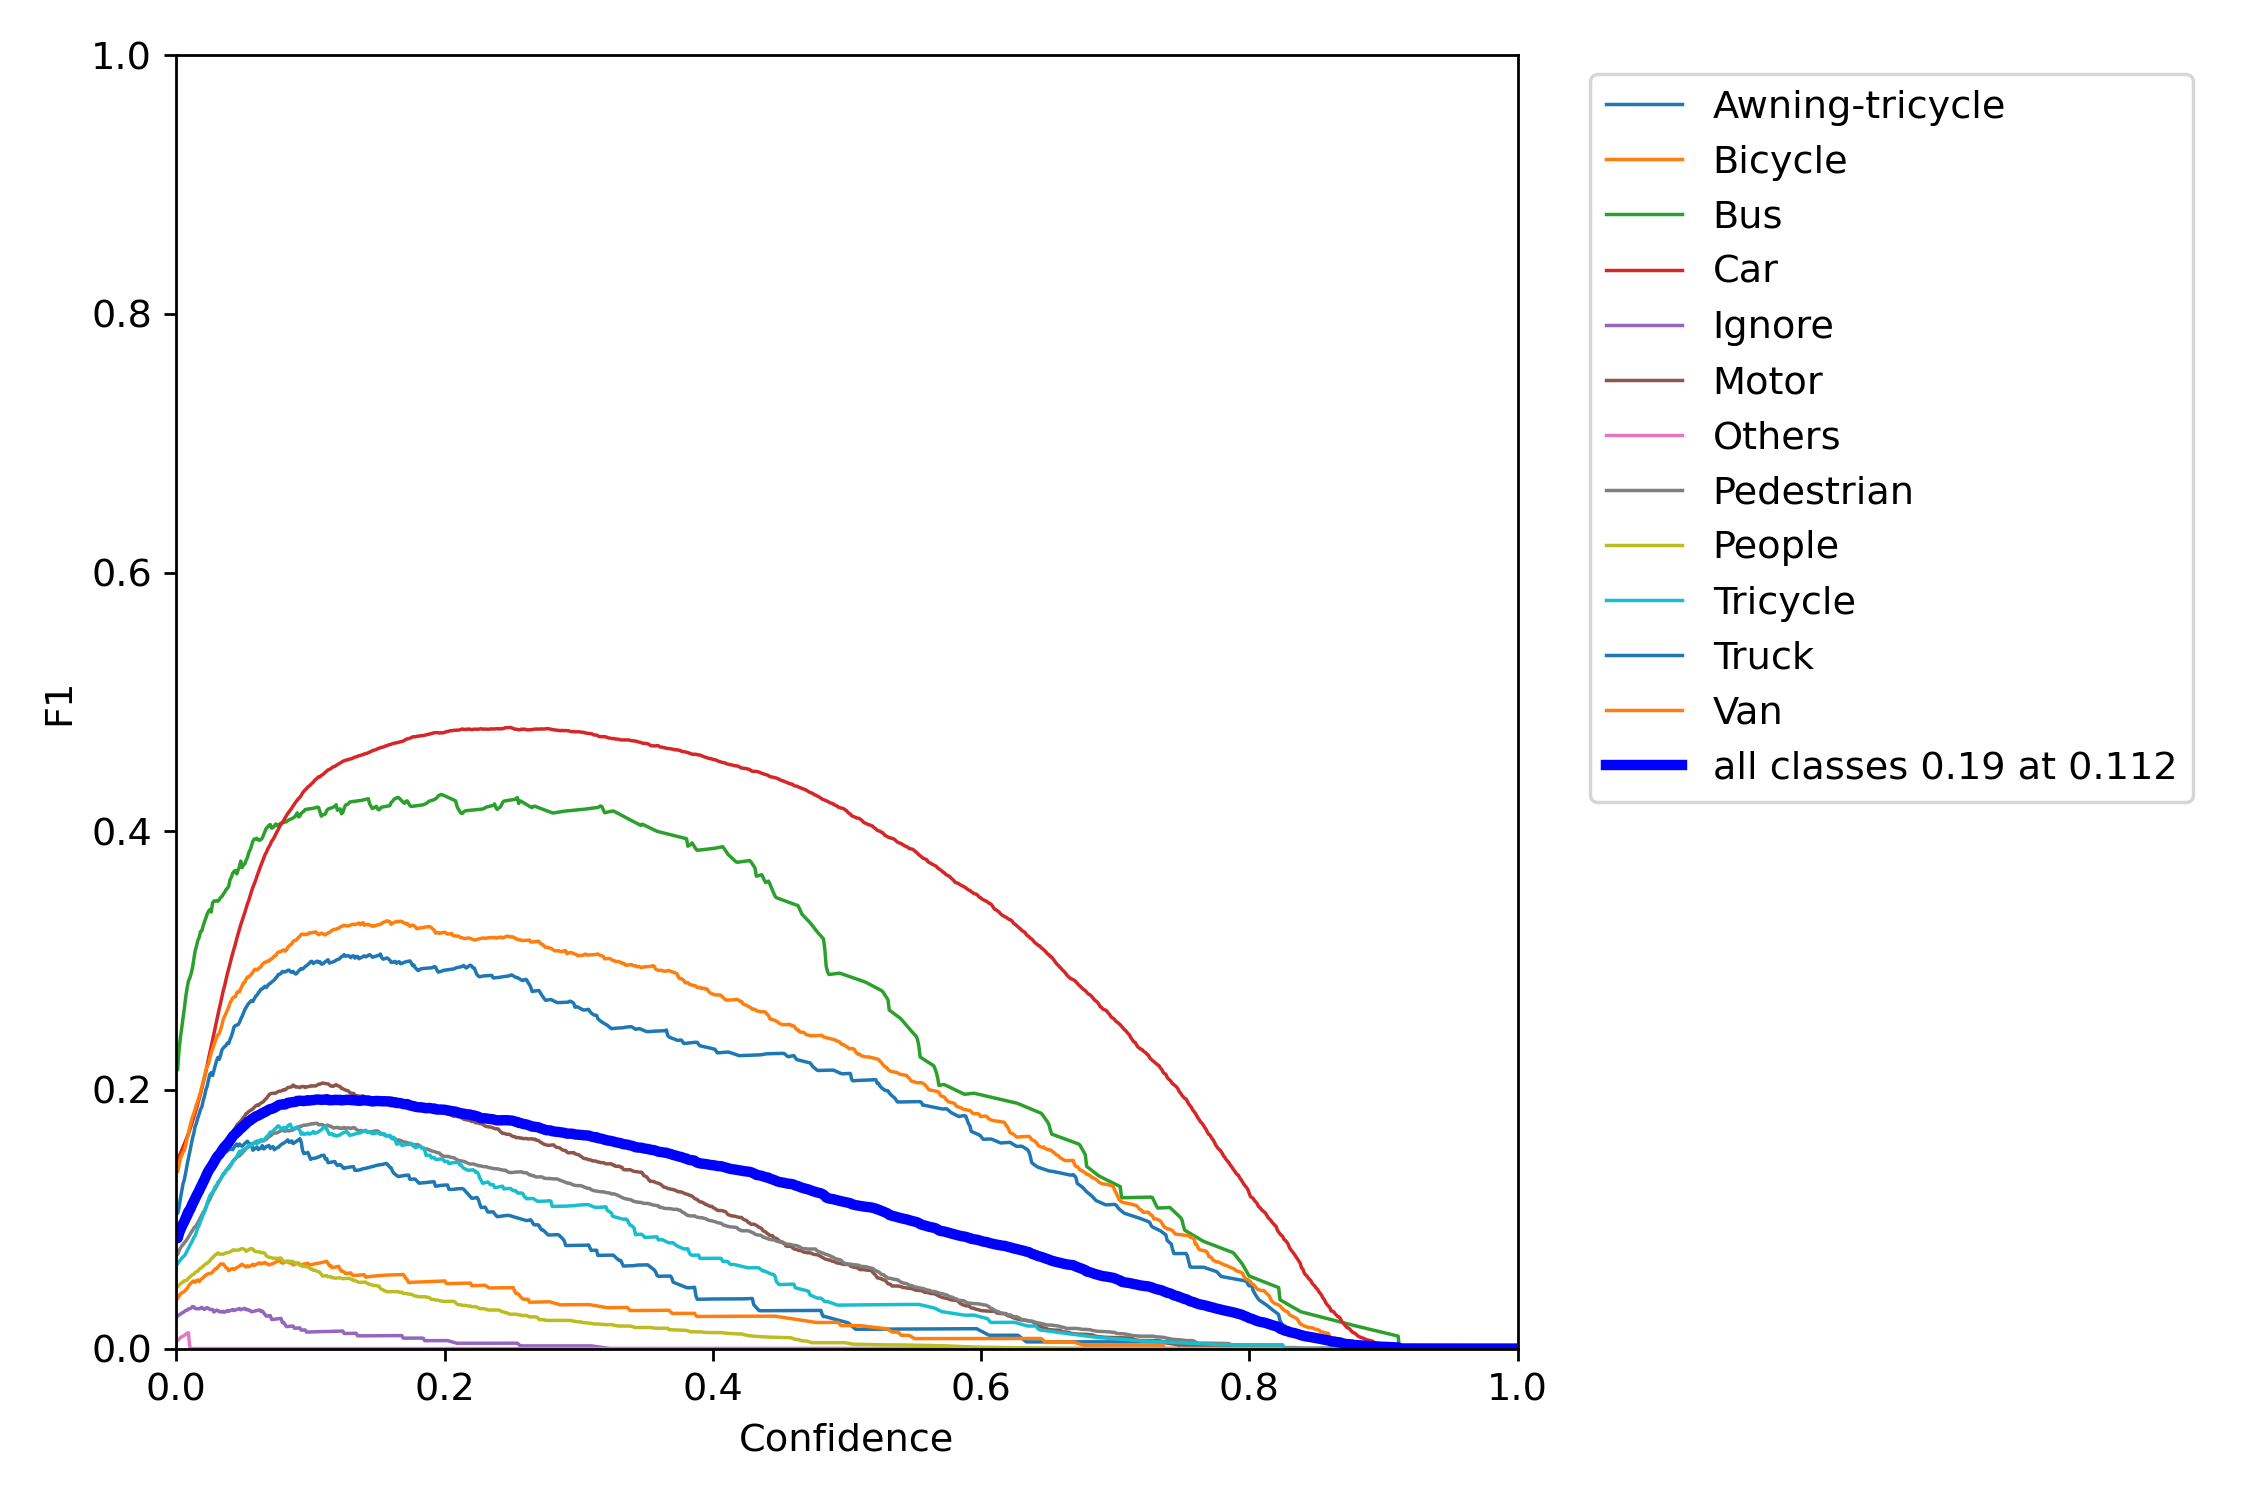 1.0
0.8
0.6
0.4
0.2
0.0
F1
0.0 0.2 0.4 0.6 0.8 1.0
Confidence
Awning-tricycle
Bicycle
Bus
Car
Ignore
Motor
Others
Pedestrian
People
Tricycle
Truck
Van
all classes 0.19 at 0.112